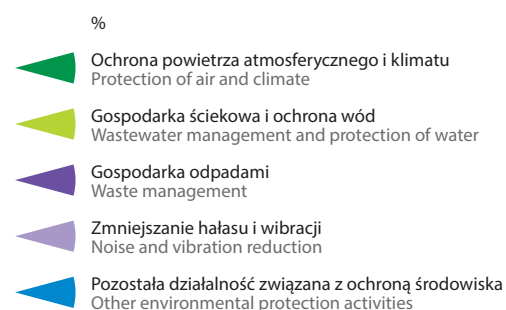 %
Ochrona powietrza atmosferycznego i klimatu
Protection of air and climate
Gospodarka ściekowa i ochrona wód
Wastewater management and protection of water
Gospodarka odpadami
Waste management
Zmniejszanie hałasu i wibracji
Noise and vibration reduction
Pozostała działalność związana z ochroną środowiska
Other environmental protection activities